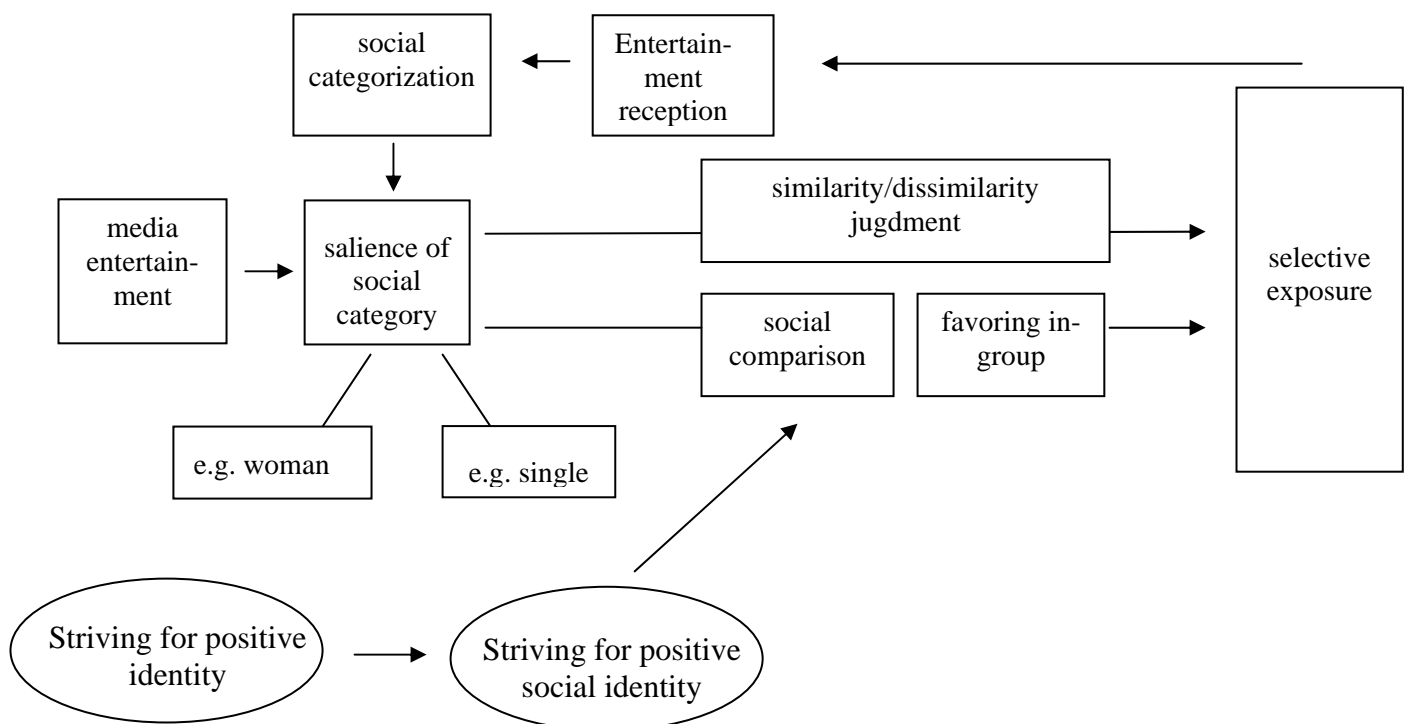 social
categorization
Entertain-
ment
reception
similarity/dissimilarity
jugdment
media
entertain-
ment
salience of
social
category
selective
exposure
social
comparison
favoring in-
group
e.g. woman
e.g. single
Striving for positive
identity
Striving for positive
social identity